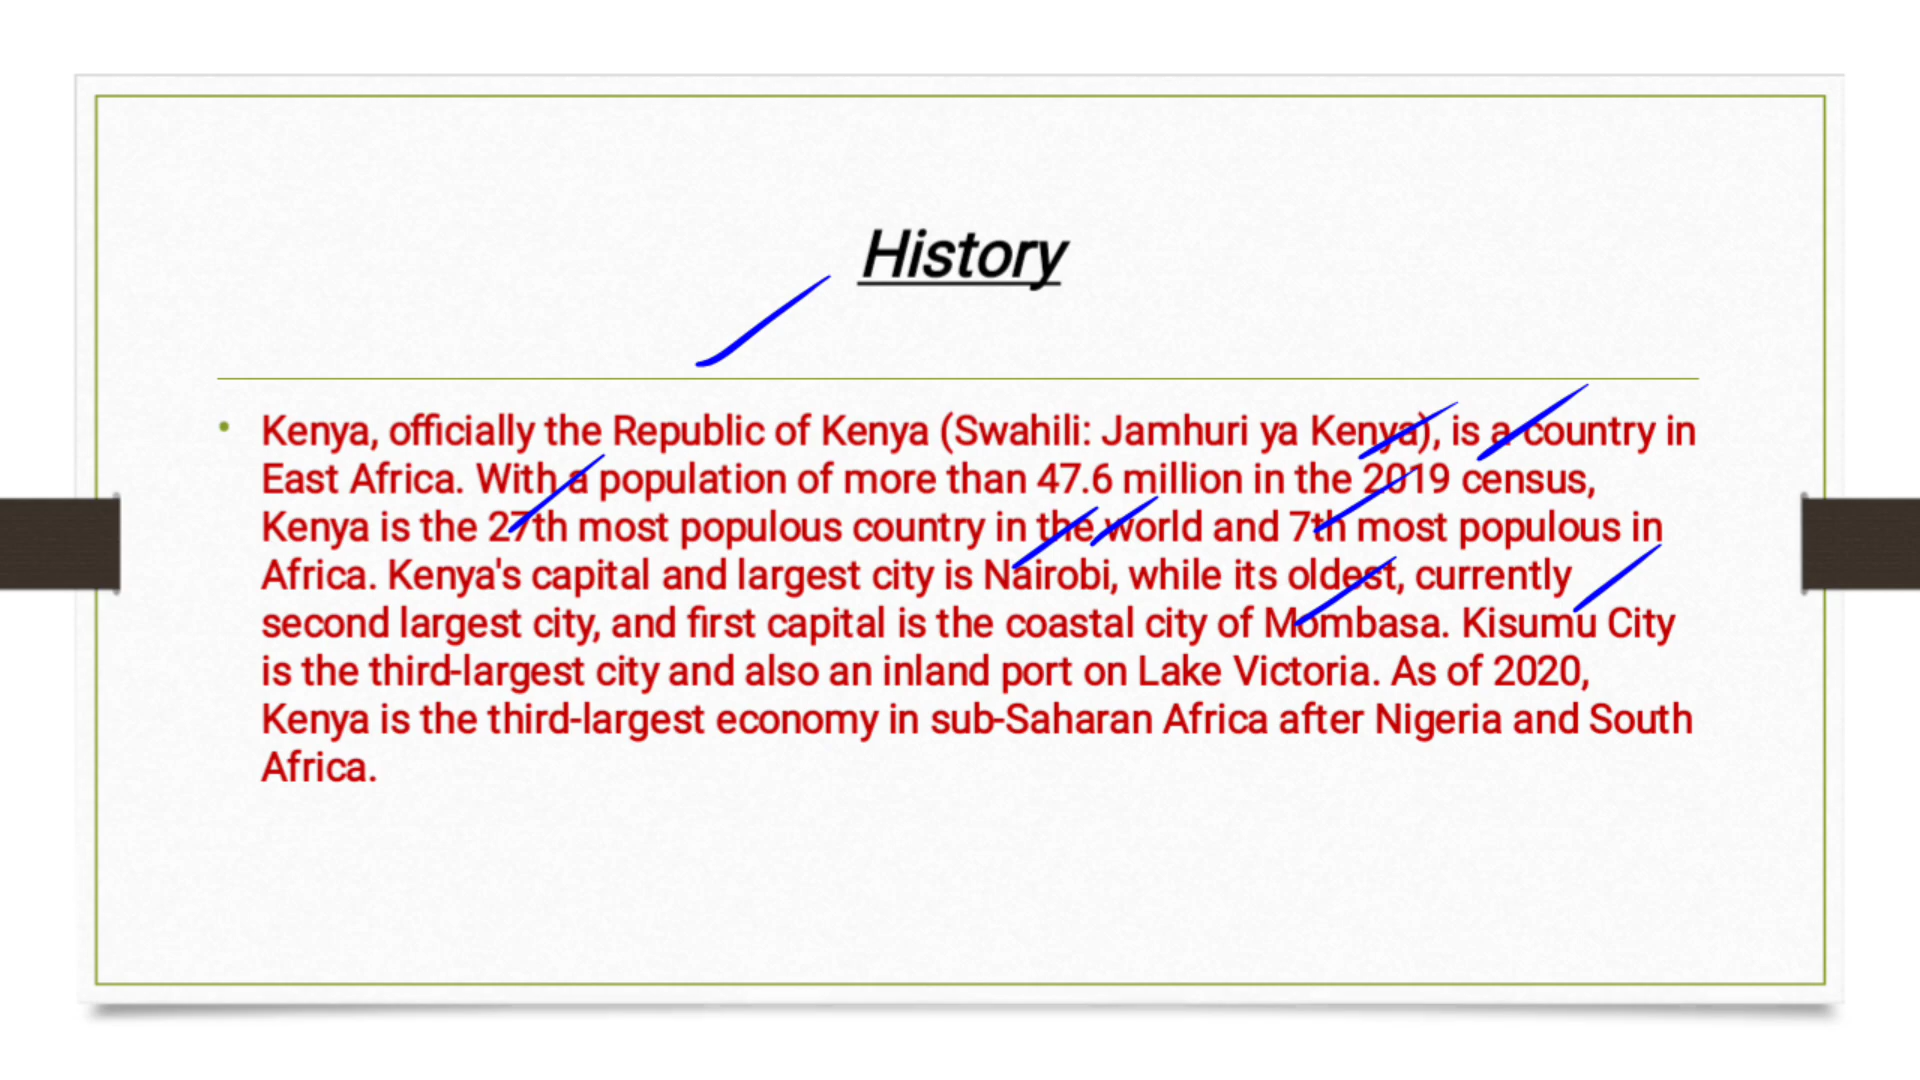 History
• Kenya, officially the Republic of Kenya (Swahili: Jamhuri ya Kenya), is a country in
East Africa. With a population of more than 47.6 million in the 2019 census,
Kenya is the 27th most populous country in the world and 7th most populous in
Africa. Kenya's capital and largest city is Nairobi, while its oldest, currently
second largest city, and first capital is the coastal city of Mombasa. Kisumu City
is the third-largest city and also an inland port on Lake Victoria. As of 2020,
Kenya is the third-largest economy in sub-Saharan Africa after Nigeria and South
Africa.